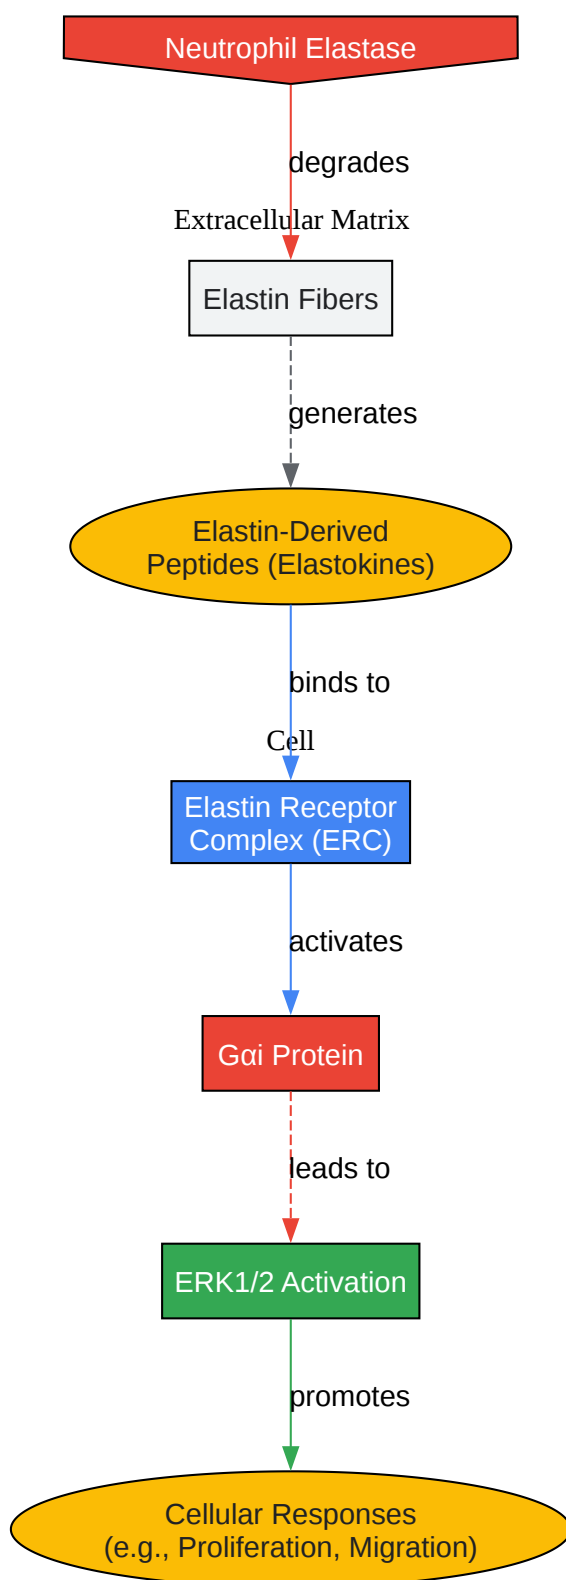 Neutrophil Elastase
degrades
Extracellular Matrix
Elastin Fibers
generates
Elastin-Derived
Peptides (Elastokines)
binds to
Cell
Elastin Receptor
Complex (ERC)
activates
Gαi Protein
leads to
ERK1/2 Activation
promotes
Cellular Responses
(e.g., Proliferation, Migration)